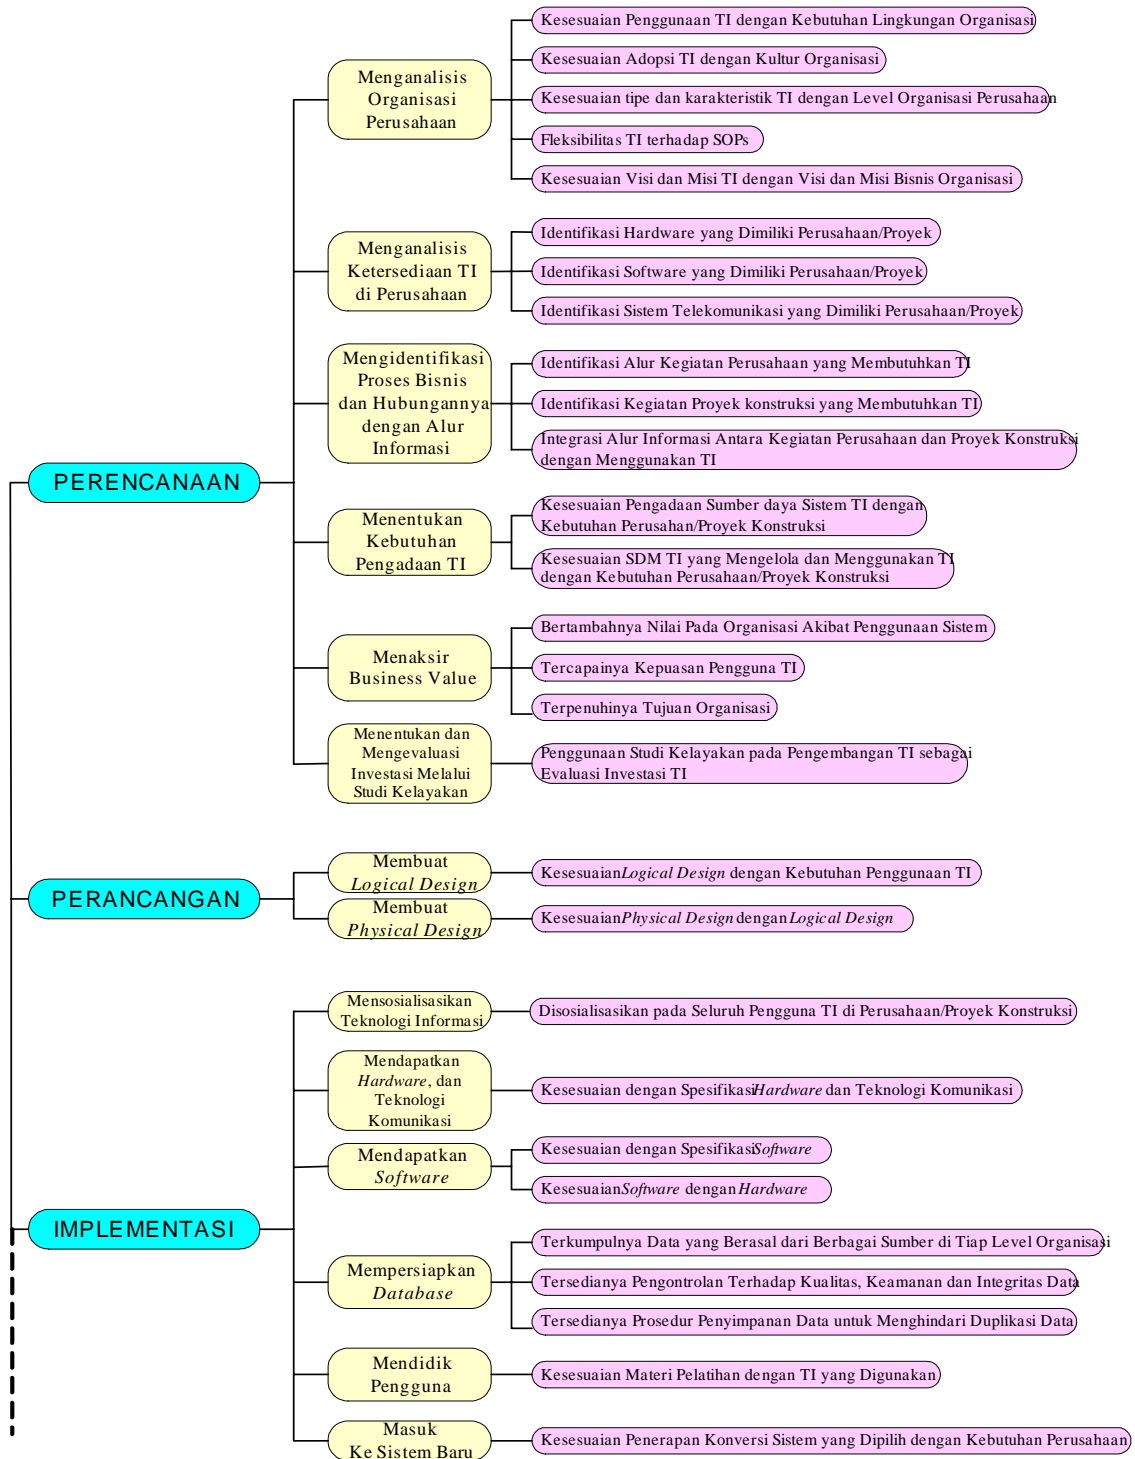 PERENCANAAN
Menganalisis
Organisasi
Perusahaan
Kesesuaian Penggunaan TI dengan Kebutuhan Lingkungan Organisasi
Kesesuaian Adopsi TI dengan Kultur Organisasi
Kesesuaian tipe dan karakteristik TI dengan Level Organisasi Perusahaan
Fleksibilitas TI terhadap SOPs
Kesesuaian Visi dan Misi TI dengan Visi dan Misi Bisnis Organisasi
Menganalisis
Ketersediaan TI
di Perusahaan
Identifikasi Hardware yang Dimiliki Perusahaan/Proyek
Identifikasi Software yang Dimiliki Perusahaan/Proyek
Identifikasi Sistem Telekomunikasi yang Dimiliki Perusahaan/Proyek
Mengidentifikasi
Proses Bisnis
dan Hubungannya
dengan Alur
Informasi
Identifikasi Alur Kegiatan Perusahaan yang Membutuhkan TI
Identifikasi Kegiatan Proyek konstruksi yang Membutuhkan TI
Integrasi Alur Informasi Antara Kegiatan Perusahaan dan Proyek Konstruksi
dengan Menggunakan TI
Menentukan
Kebutuhan
Pengadaan TI
Kesesuaian Pengadaan Sumber daya Sistem TI dengan
Kebutuhan Perusahan/Proyek Konstruksi
Kesesuaian SDM TI yang Mengelola dan Menggunakan TI
dengan Kebutuhan Perusahaan/Proyek Konstruksi
Menaksir
Business Value
Bertambahnya Nilai Pada Organisasi Akibat Penggunaan Sistem
Tercapainya Kepuasan Pengguna TI
Terpenuhinya Tujuan Organisasi
Menentukan dan
Mengevaluasi
Investasi Melalui
Studi Kelayakan
Penggunaan Studi Kelayakan pada Pengembangan TI sebagai
Evaluasi Investasi TI
PERANCANGAN
Membuat
Logical Design
Kesesuaian Logical Design dengan Kebutuhan Penggunaan TI
Membuat
Physical Design
Kesesuaian Physical Design dengan Logical Design
IMPLEMENTASI
Mensosialisasikan
Teknologi Informasi
Disosialisasikan pada Seluruh Pengguna TI di Perusahaan/Proyek Konstruksi
Mendapatkan
Hardware, dan
Teknologi
Komunikasi
Kesesuaian dengan Spesifikasi Hardware dan Teknologi Komunikasi
Mendapatkan
Software
Kesesuaian dengan Spesifikasi Software
Kesesuaian Software dengan Hardware
Mempersiapkan
Database
Terkumpulnya Data yang Berasal dari Berbagai Sumber di Tiap Level Organisasi
Tersedianya Pengontrolan Terhadap Kualitas, Keamanan dan Integritas Data
Tersedianya Prosedur Penyimpanan Data untuk Menghindari Duplikasi Data
Mendidik
Pengguna
Kesesuaian Materi Pelatihan dengan TI yang Digunakan
Masuk
Ke Sistem Baru
Kesesuaian Penerapan Konversi Sistem yang Dipilih dengan Kebutuhan Perusahaan